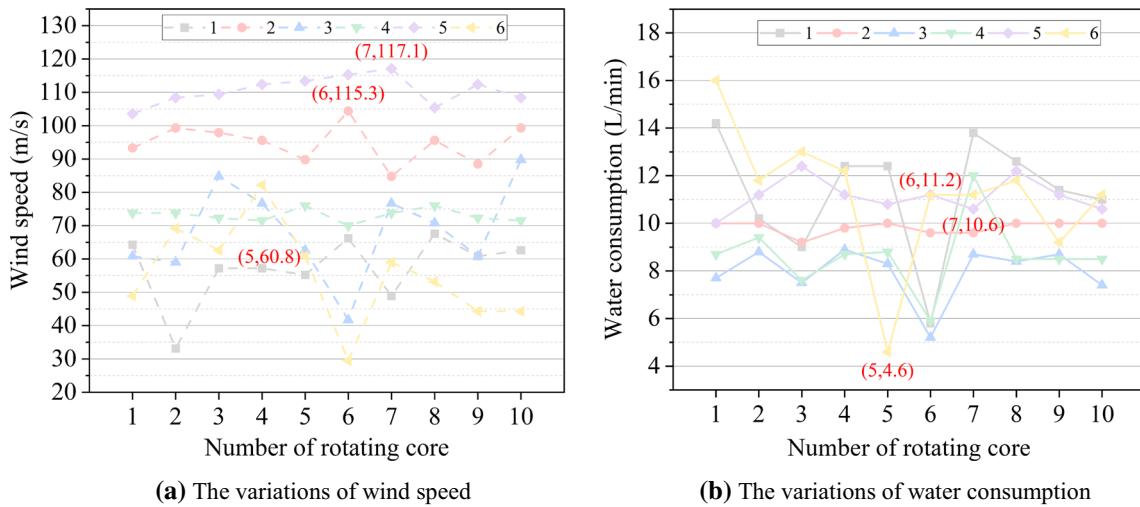 1 2 3 4 5 6
(7,117.1)
(6,115.3)
(5,60.8)
130
120
110
100
90
80
70
60
50
40
30
20
Wind speed (m/s)
1 2 3 4 5 6 7 8 9 10
Number of rotating core
(a) The variations of wind speed
1 2 3 4 5 6
(6,11.2)
(7,10.6)
(5,4.6)
18
16
14
12
10
8
6
4
Water consumption (L/min)
1 2 3 4 5 6 7 8 9 10
Number of rotating core
(b) The variations of water consumption